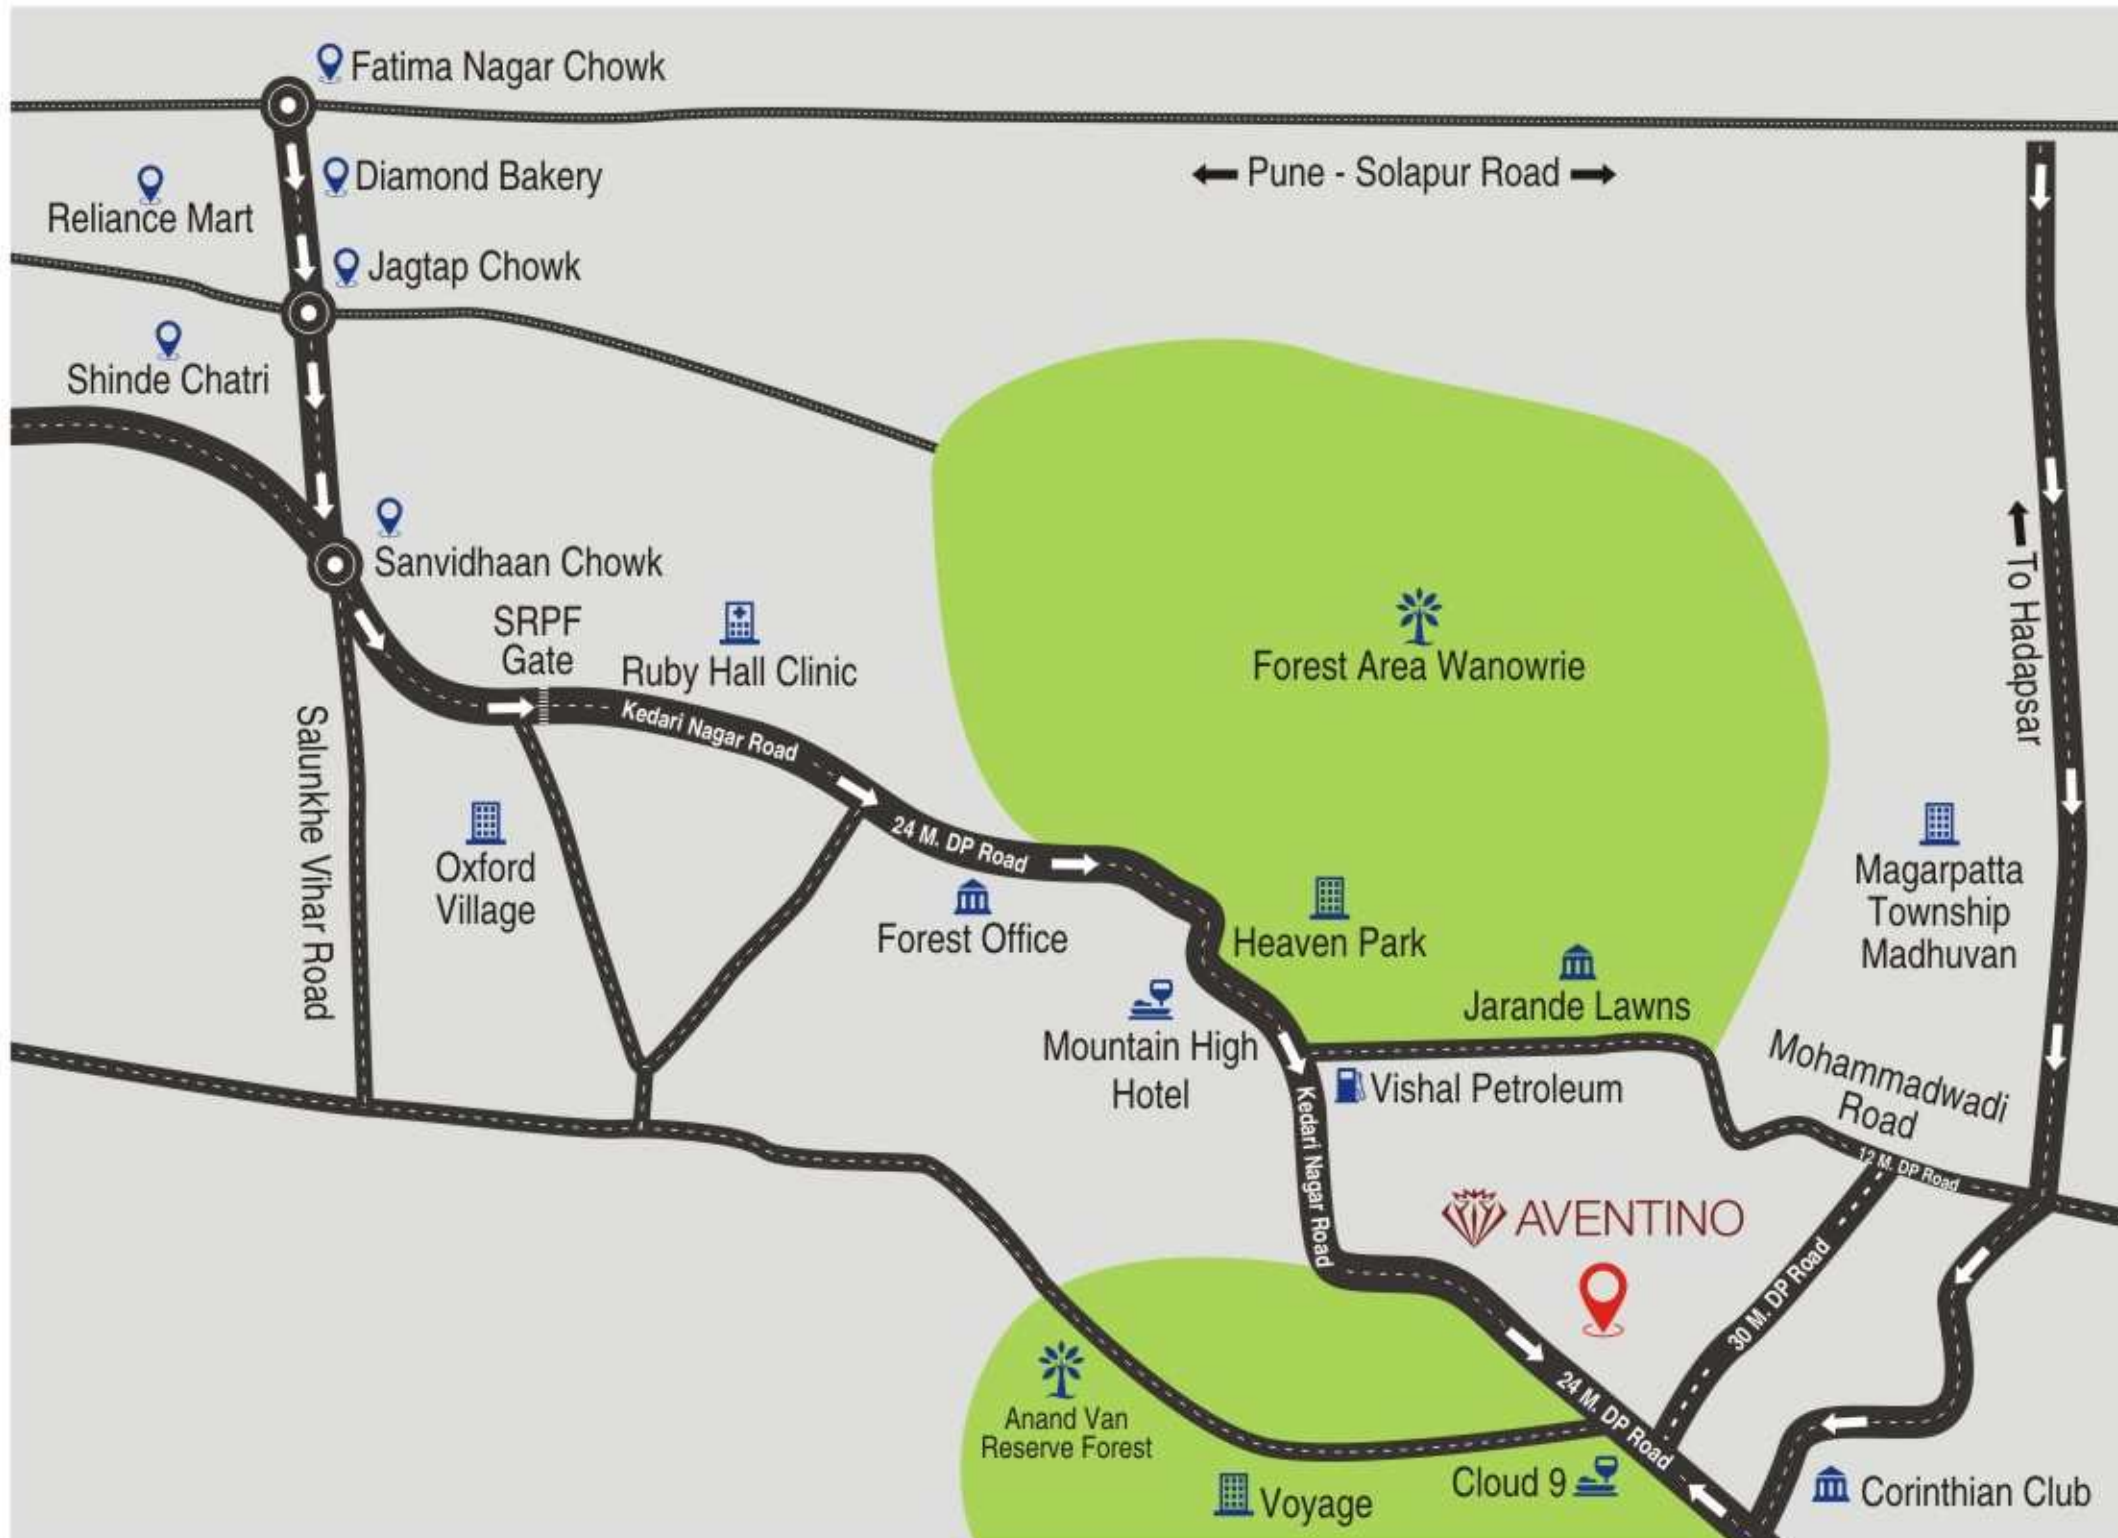 Fatima Nagar Chowk
Diamond Bakery
Pune - Solapur Road
Reliance Mart
Jagtap Chowk
Shinde Chatri
Sanvidhaan Chowk
SRPF
Gate
Ruby Hall Clinic
Kedari Nagar Road
Forest Area Wanowrie
To Hadapsar
Salunkhe Vihar Road
Oxford
Village
24 M. DP Road
Forest Office
Heaven Park
Magarpatta
Township
Madhuvan
Jarande Lawns
Mountain High
Hotel
Vishal Petroleum
Mohammadwadi
Road
Kedari Nagar Road
12 M. DP Road
AVENTINO
30 M. DP Road
24 M. DP Road
Anand Van
Reserve Forest
Voyage
Cloud 9
Corinthian Club